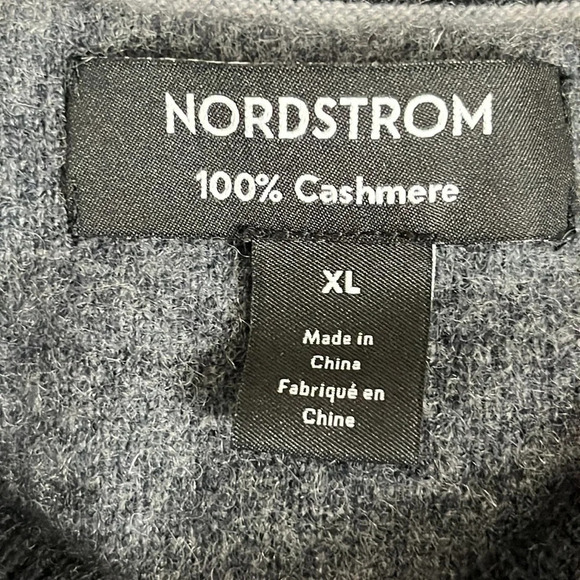 NORDSTROM
100% Cashmere
XL
Made in
China
Fabriqué en
Chine